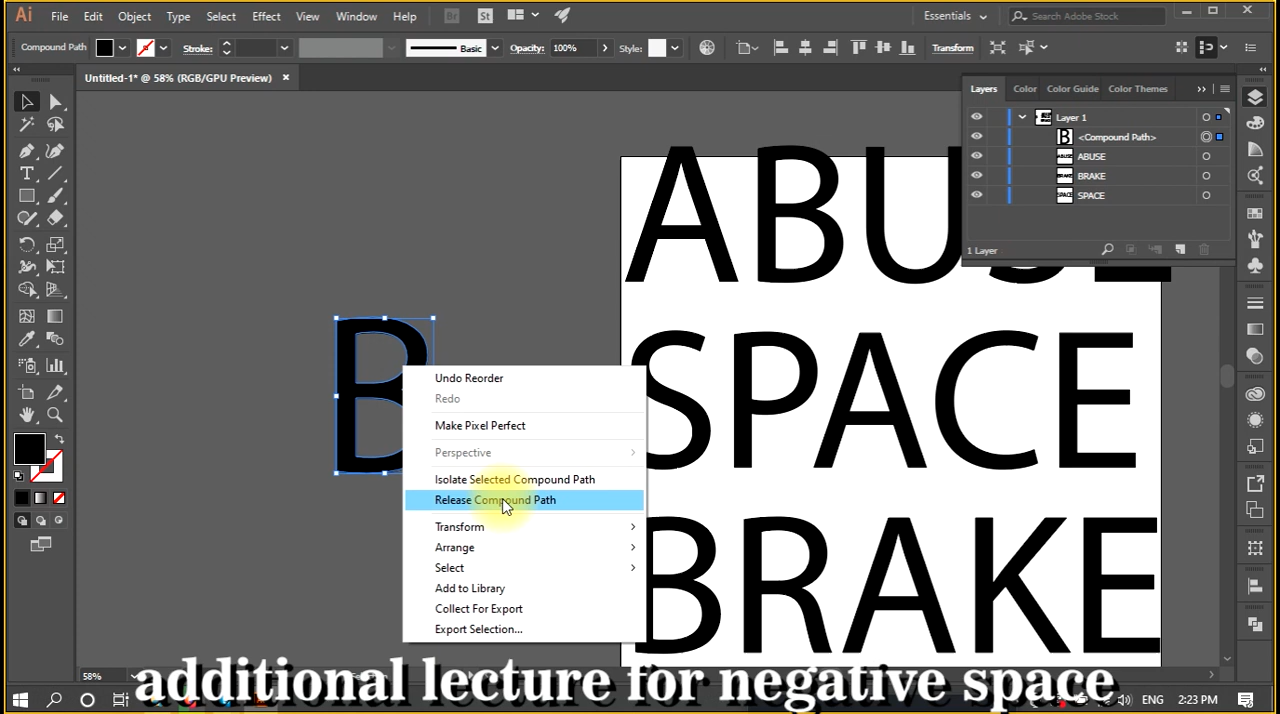 Ai File Edit Object Type Select Effect View Window Help Br St Essentials Search Adobe Stock
Compound Path Stroke: Basic Opacity: 100% Style: Transform
Untitled-1* @ 58% (RGB/GPU Preview)
Layers Color Color Guide Color Themes
Layer 1
<Compound Path>
ABUSE
BRAKE
SPACE
1 Layer
ABUSE
SPACE
BRAKE
B
Undo Reorder
Redo
Make Pixel Perfect
Perspective
Isolate Selected Compound Path
Release Compound Path
Transform
Arrange
Select
Add to Library
Collect For Export
Export Selection...
58%
additional lecture for negative space
ENG 2:23 PM